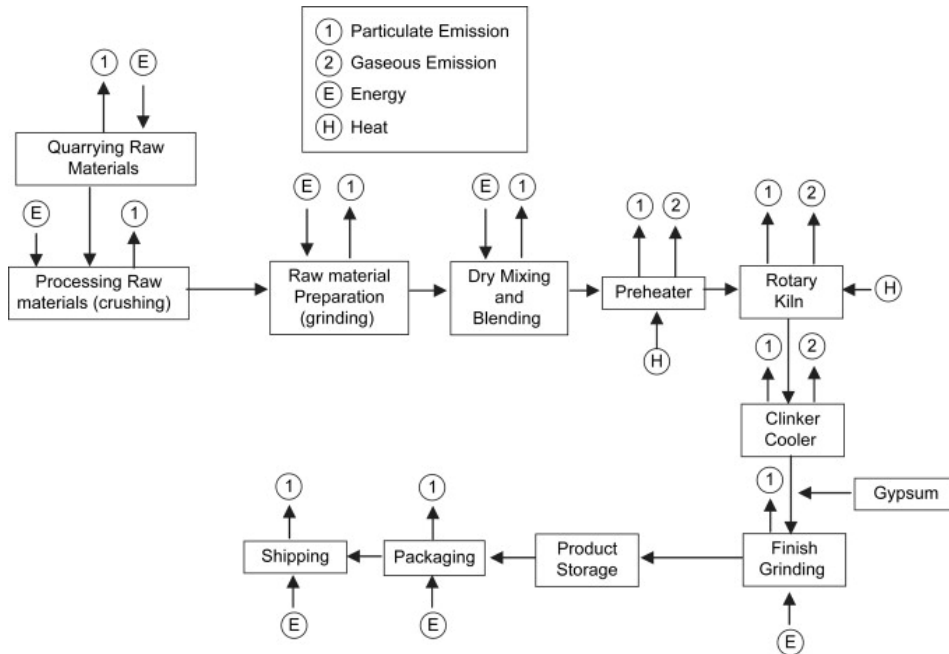 1 Particulate Emission
2 Gaseous Emission
E Energy
H Heat
1 E
Quarrying Raw
Materials
E 1
Processing Raw
materials (crushing)
E 1
Raw material
Preparation
(grinding)
E 1
Dry Mixing
and
Blending
1 2
Preheater
H
1 2
Rotary
Kiln
H
1 2
Clinker
Cooler
Gypsum
1
Finish
Grinding
E
Product
Storage
1
Packaging
E
1
Shipping
E